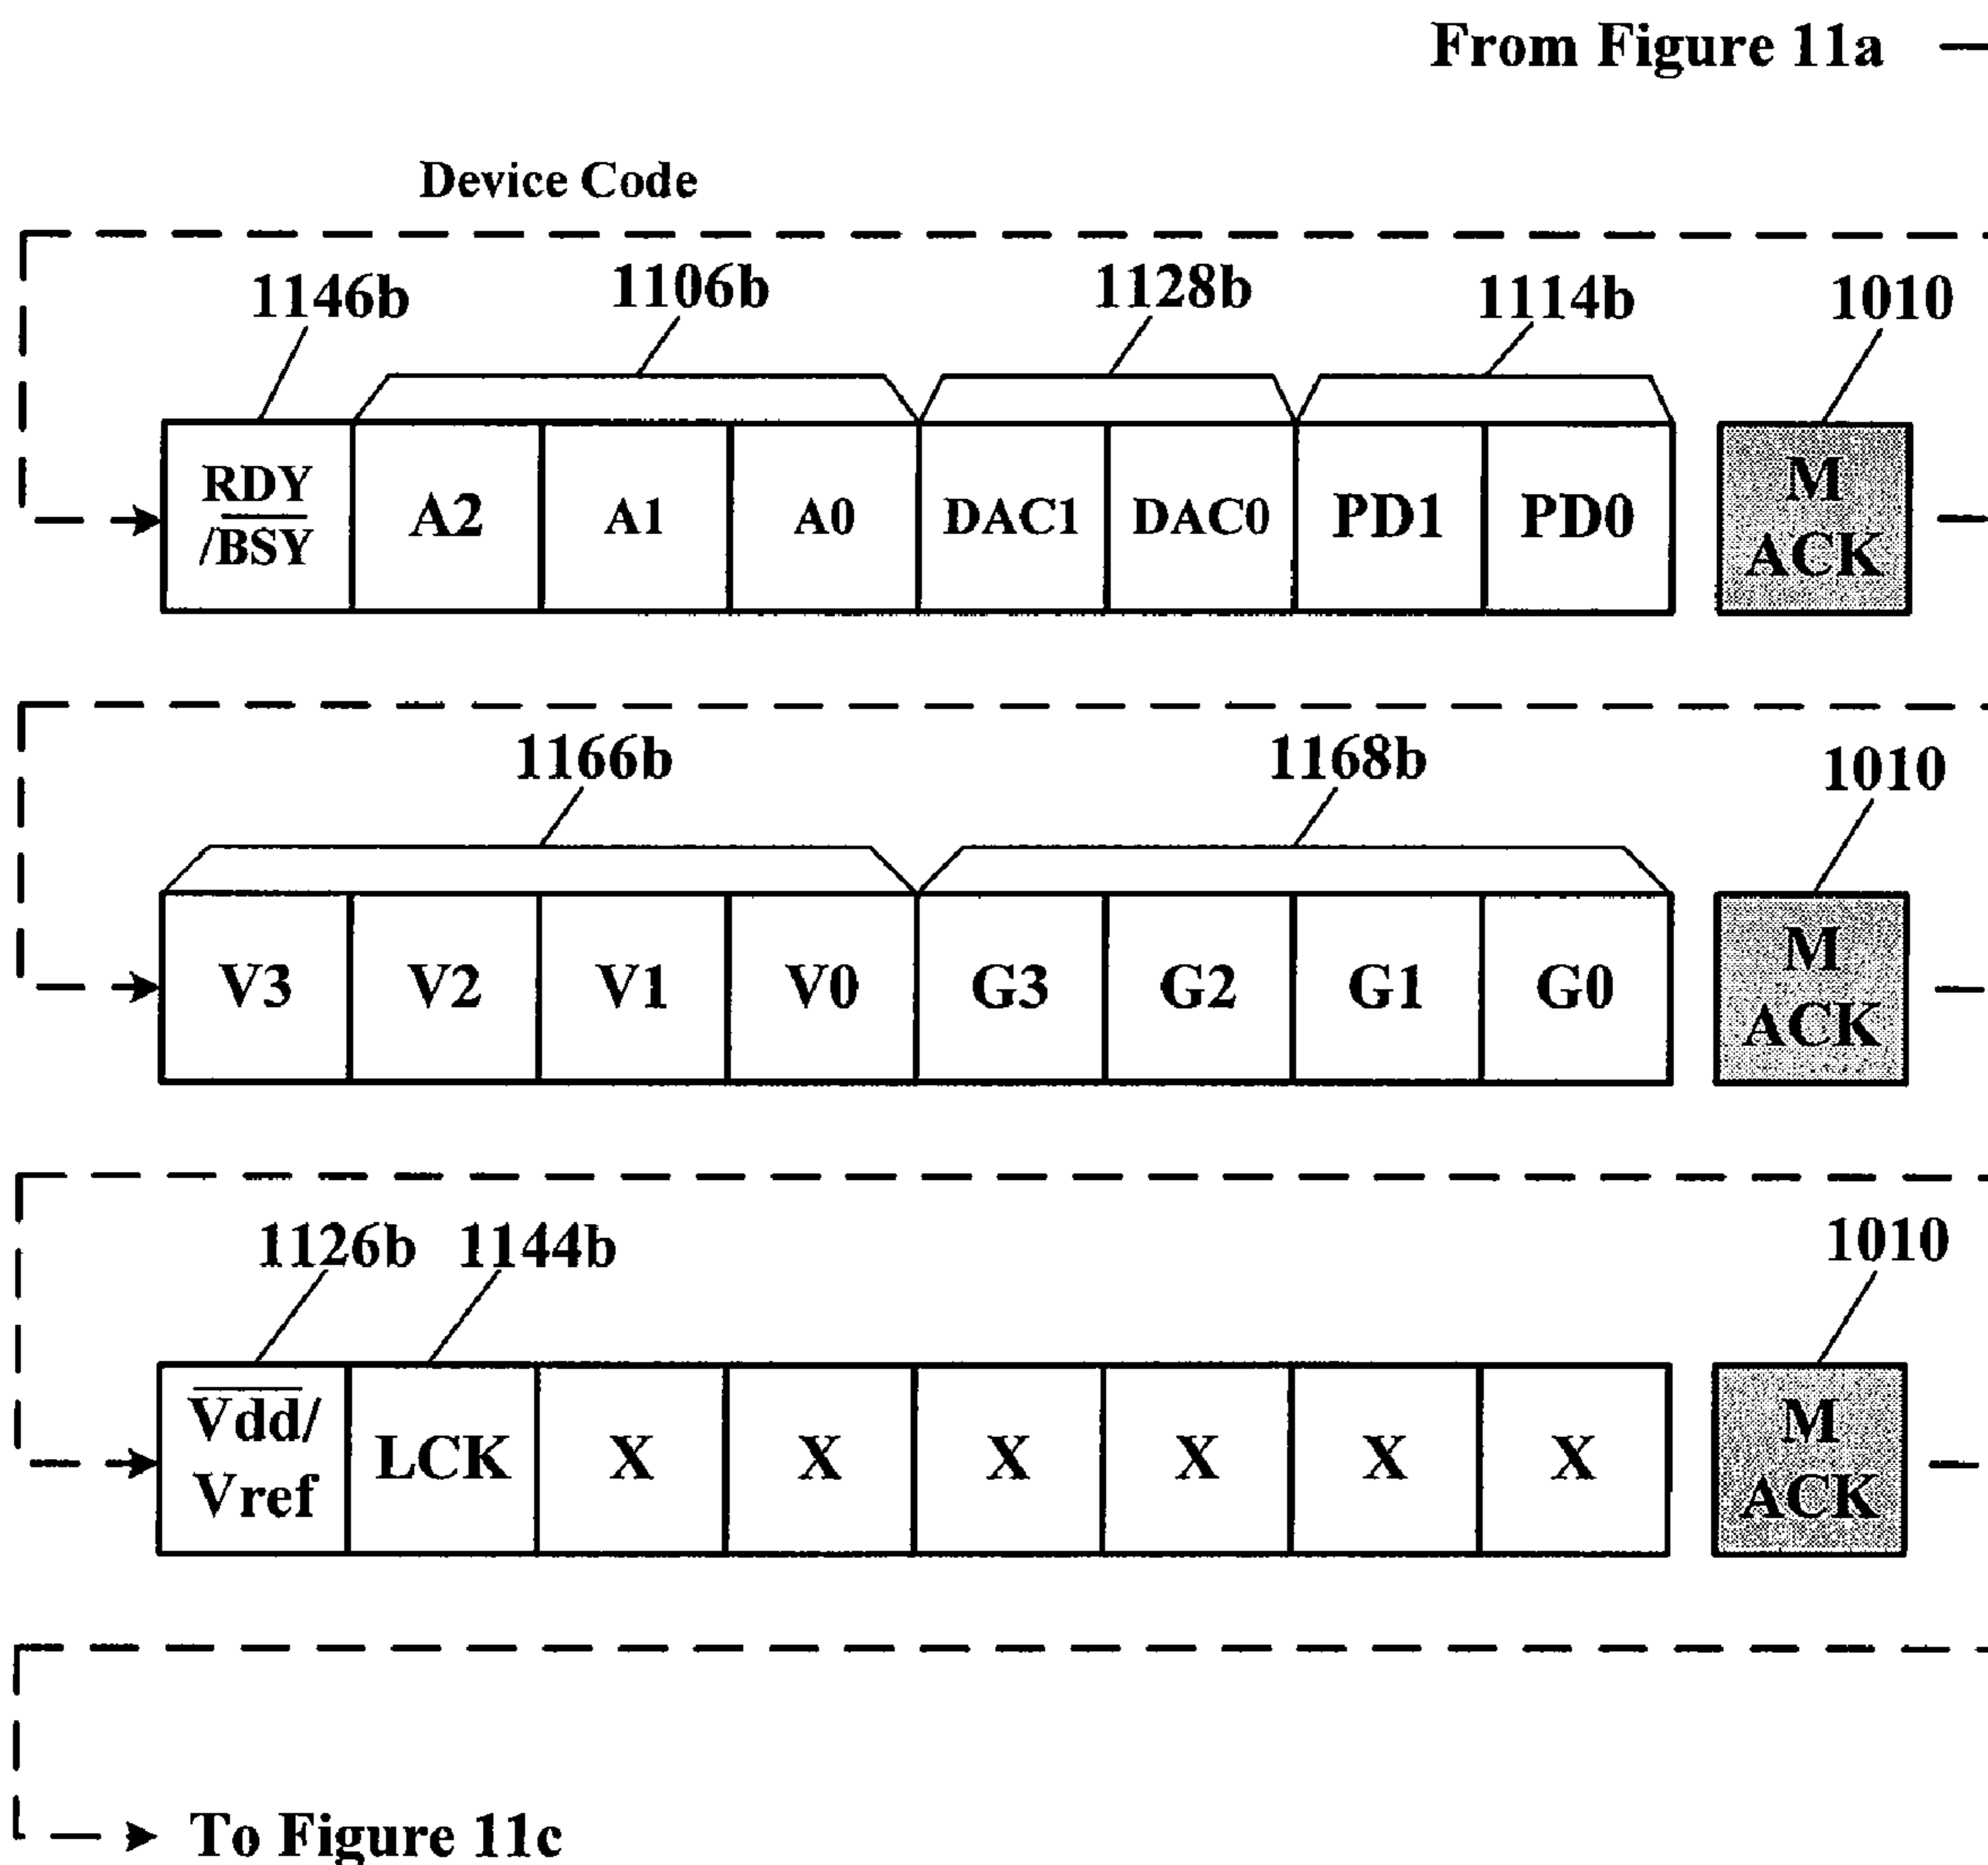 From Figure 11a
Device Code
1146b 1106b 1128b 1114b 1010
RDY
/B̅S̅Y̅ A2 A1 A0 DAC1 DAC0 PD1 PD0 M
ACK
1166b 1168b 1010
V3 V2 V1 V0 G3 G2 G1 G0 M
ACK
1126b 1144b 1010
V̅d̅d̅/
Vref LCK X X X X X X M
ACK
To Figure 11c